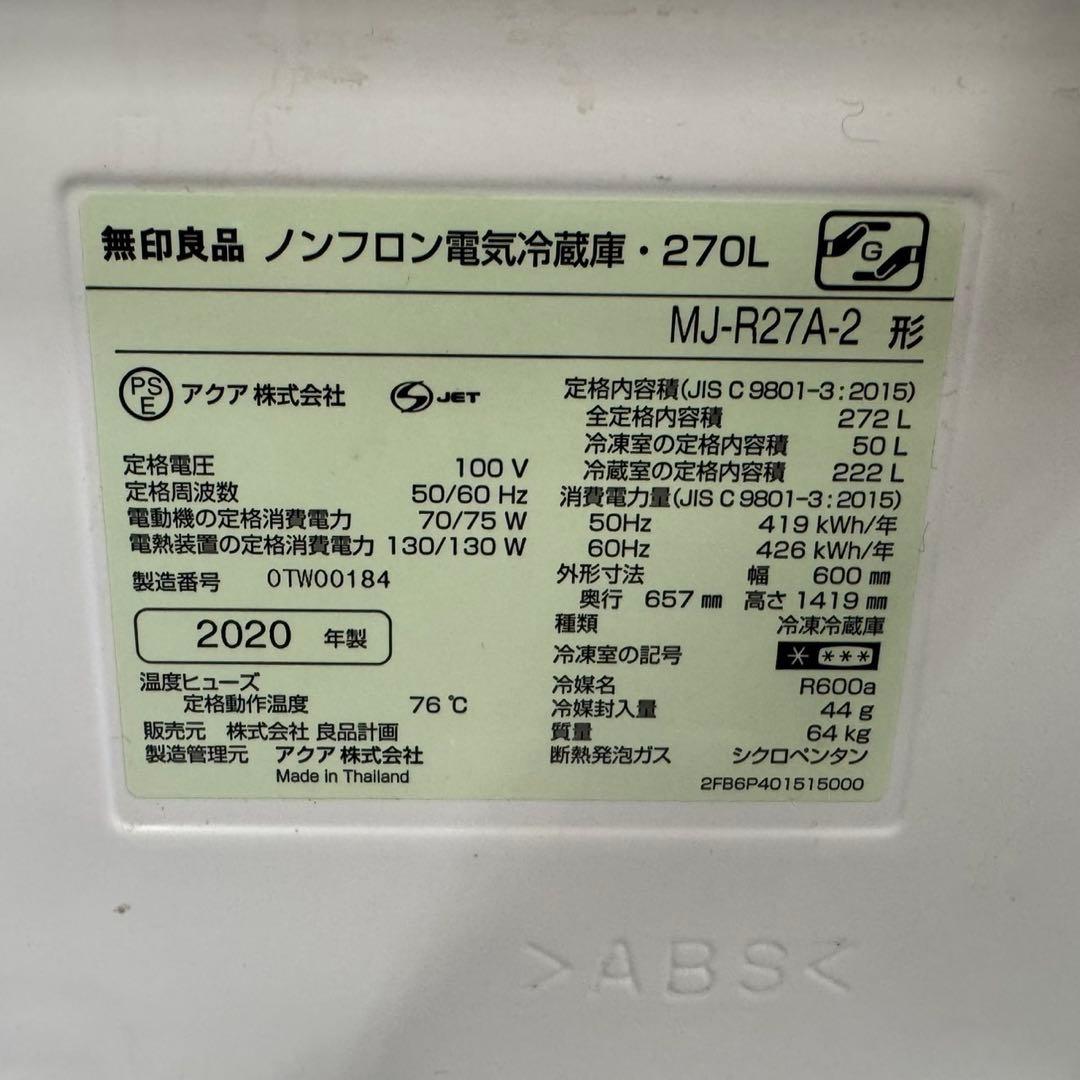 無印良品 ノンフロン電気冷蔵庫・270L
G
MJ-R27A-2 形
PS
E
アクア 株式会社
JET
定格電圧 100 V
定格周波数 50/60 Hz
電動機の定格消費電力 70/75 W
電熱装置の定格消費電力 130/130 W
製造番号 0TW00184
2020 年製
温度ヒューズ
定格動作温度 76 ℃
販売元 株式会社 良品計画
製造管理元 アクア 株式会社
Made in Thailand
定格内容積(JIS C 9801-3:2015)
全定格内容積 272 L
冷凍室の定格内容積 50 L
冷蔵室の定格内容積 222 L
消費電力量(JIS C 9801-3:2015)
50Hz 419 kWh/年
60Hz 426 kWh/年
外形寸法 幅 600 mm
奥行 657 mm 高さ 1419 mm
種類 冷凍冷蔵庫
冷凍室の記号 * ***
冷媒名 R600a
冷媒封入量 44 g
質量 64 kg
断熱発泡ガス シクロペンタン
2FB6P401515000
>ABS<